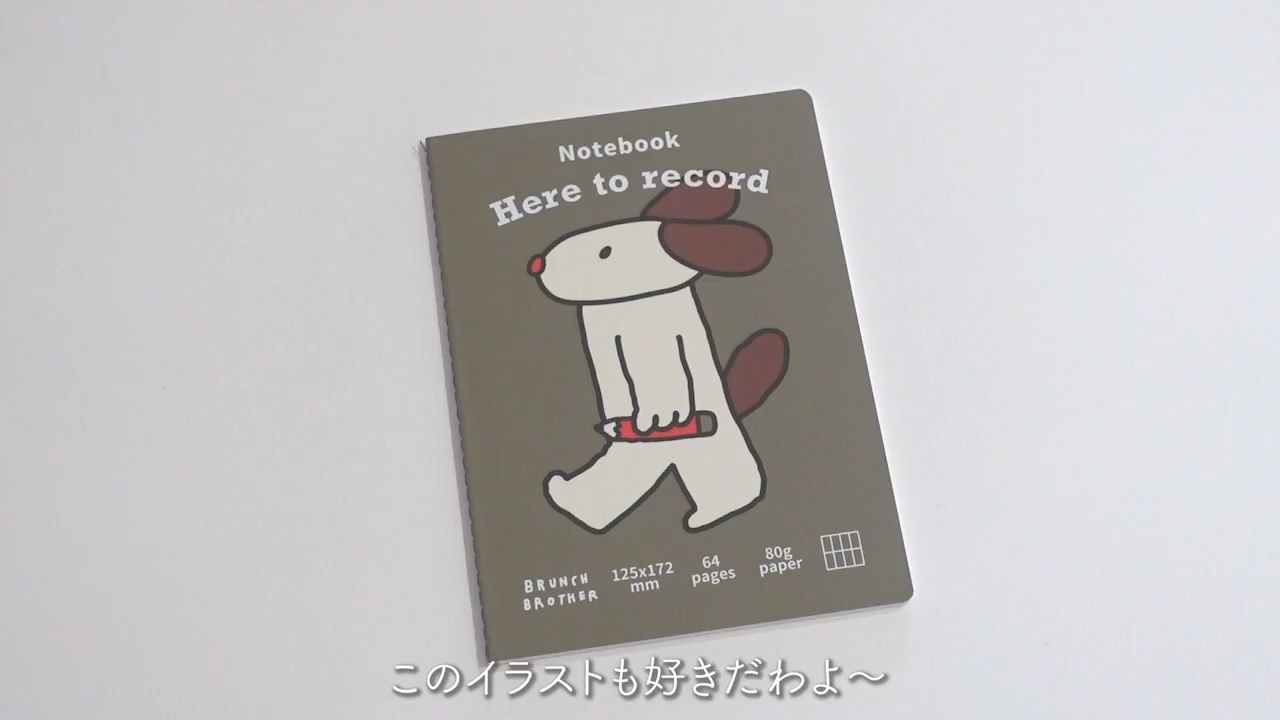 Notebook
Here to record
BRUNCH
BROTHER
125x172
mm
64
pages
80g
paper
このイラストも好きだわよ〜